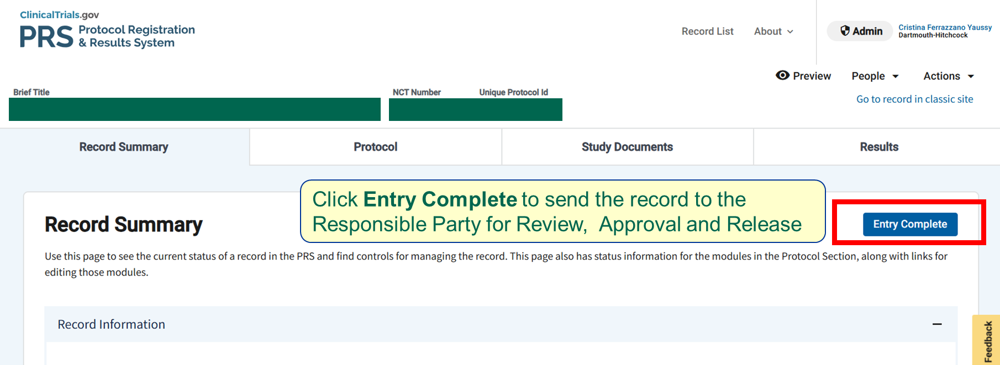 ClinicalTrials.gov
PRS Protocol Registration
& Results System
Record List
About
Admin
Cristina Ferrazzano Yaussy
Dartmouth-Hitchcock
Preview
People
Actions
Go to record in classic site
Brief Title
NCT Number
Unique Protocol Id
Record Summary
Protocol
Study Documents
Results
Click Entry Complete to send the record to the
Responsible Party for Review, Approval and Release
Record Summary
Entry Complete
Use this page to see the current status of a record in the PRS and find controls for managing the record. This page also has status information for the modules in the Protocol Section, along with links for
editing those modules.
Record Information
Feedback